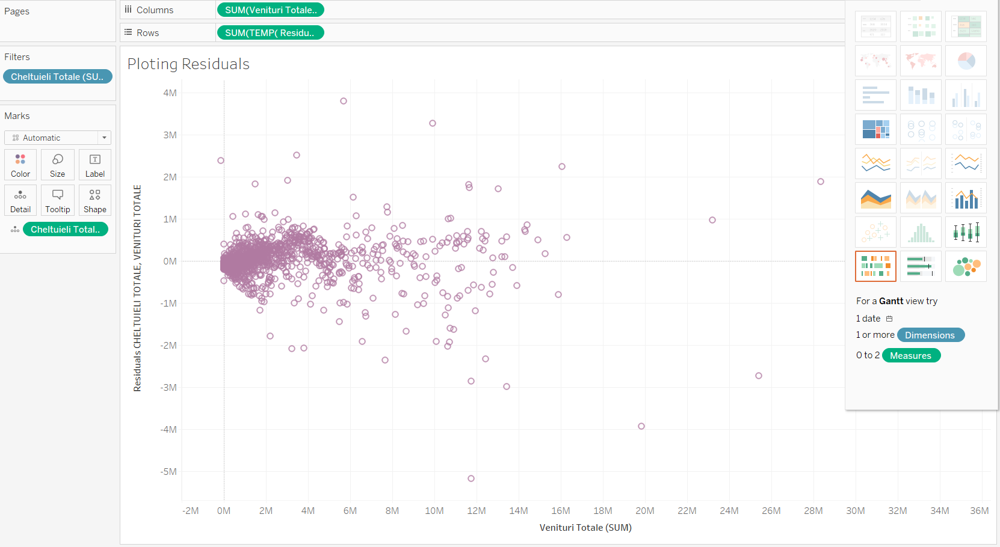 Pages
Columns
SUM(Venituri Totale..
Rows
SUM(TEMP( Residu..
Filters
Cheltuieli Totale (SU..
Marks
Automatic
Color
Size
Label
Detail
Tooltip
Shape
Cheltuieli Total..
Ploting Residuals
Residuals CHELTUIELI TOTALE, VENITURI TOTALE
4M
3M
2M
1M
0M
-1M
-2M
-3M
-4M
-5M
-2M 0M 2M 4M 6M 8M 10M 12M 14M 16M 18M 20M 22M 24M 26M 28M 30M 32M 34M 36M
Venituri Totale (SUM)
For a Gantt view try
1 date
1 or more Dimensions
0 to 2 Measures